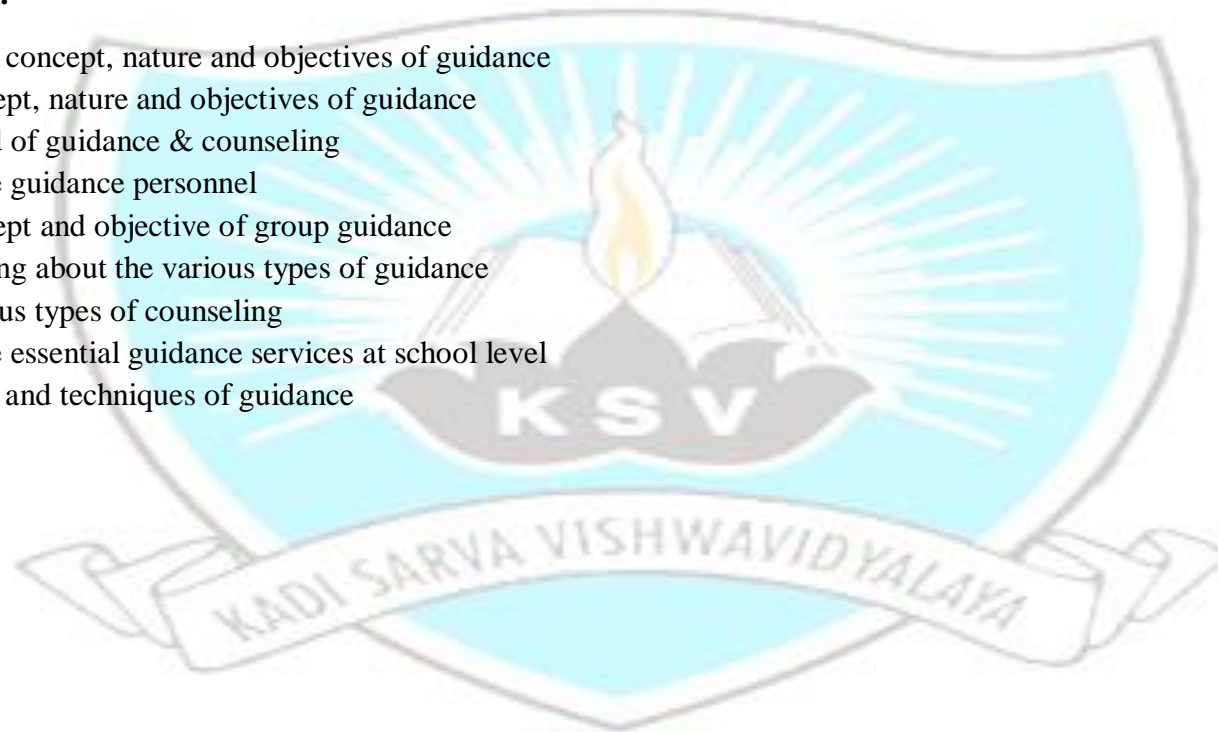 concept, nature and objectives of guidance
ept, nature and objectives of guidance
of guidance & counseling
guidance personnel
ept and objective of group guidance
ng about the various types of guidance
us types of counseling
essential guidance services at school level
and techniques of guidance
KSV
KADI SARVA VISHWAVIDYALAYA